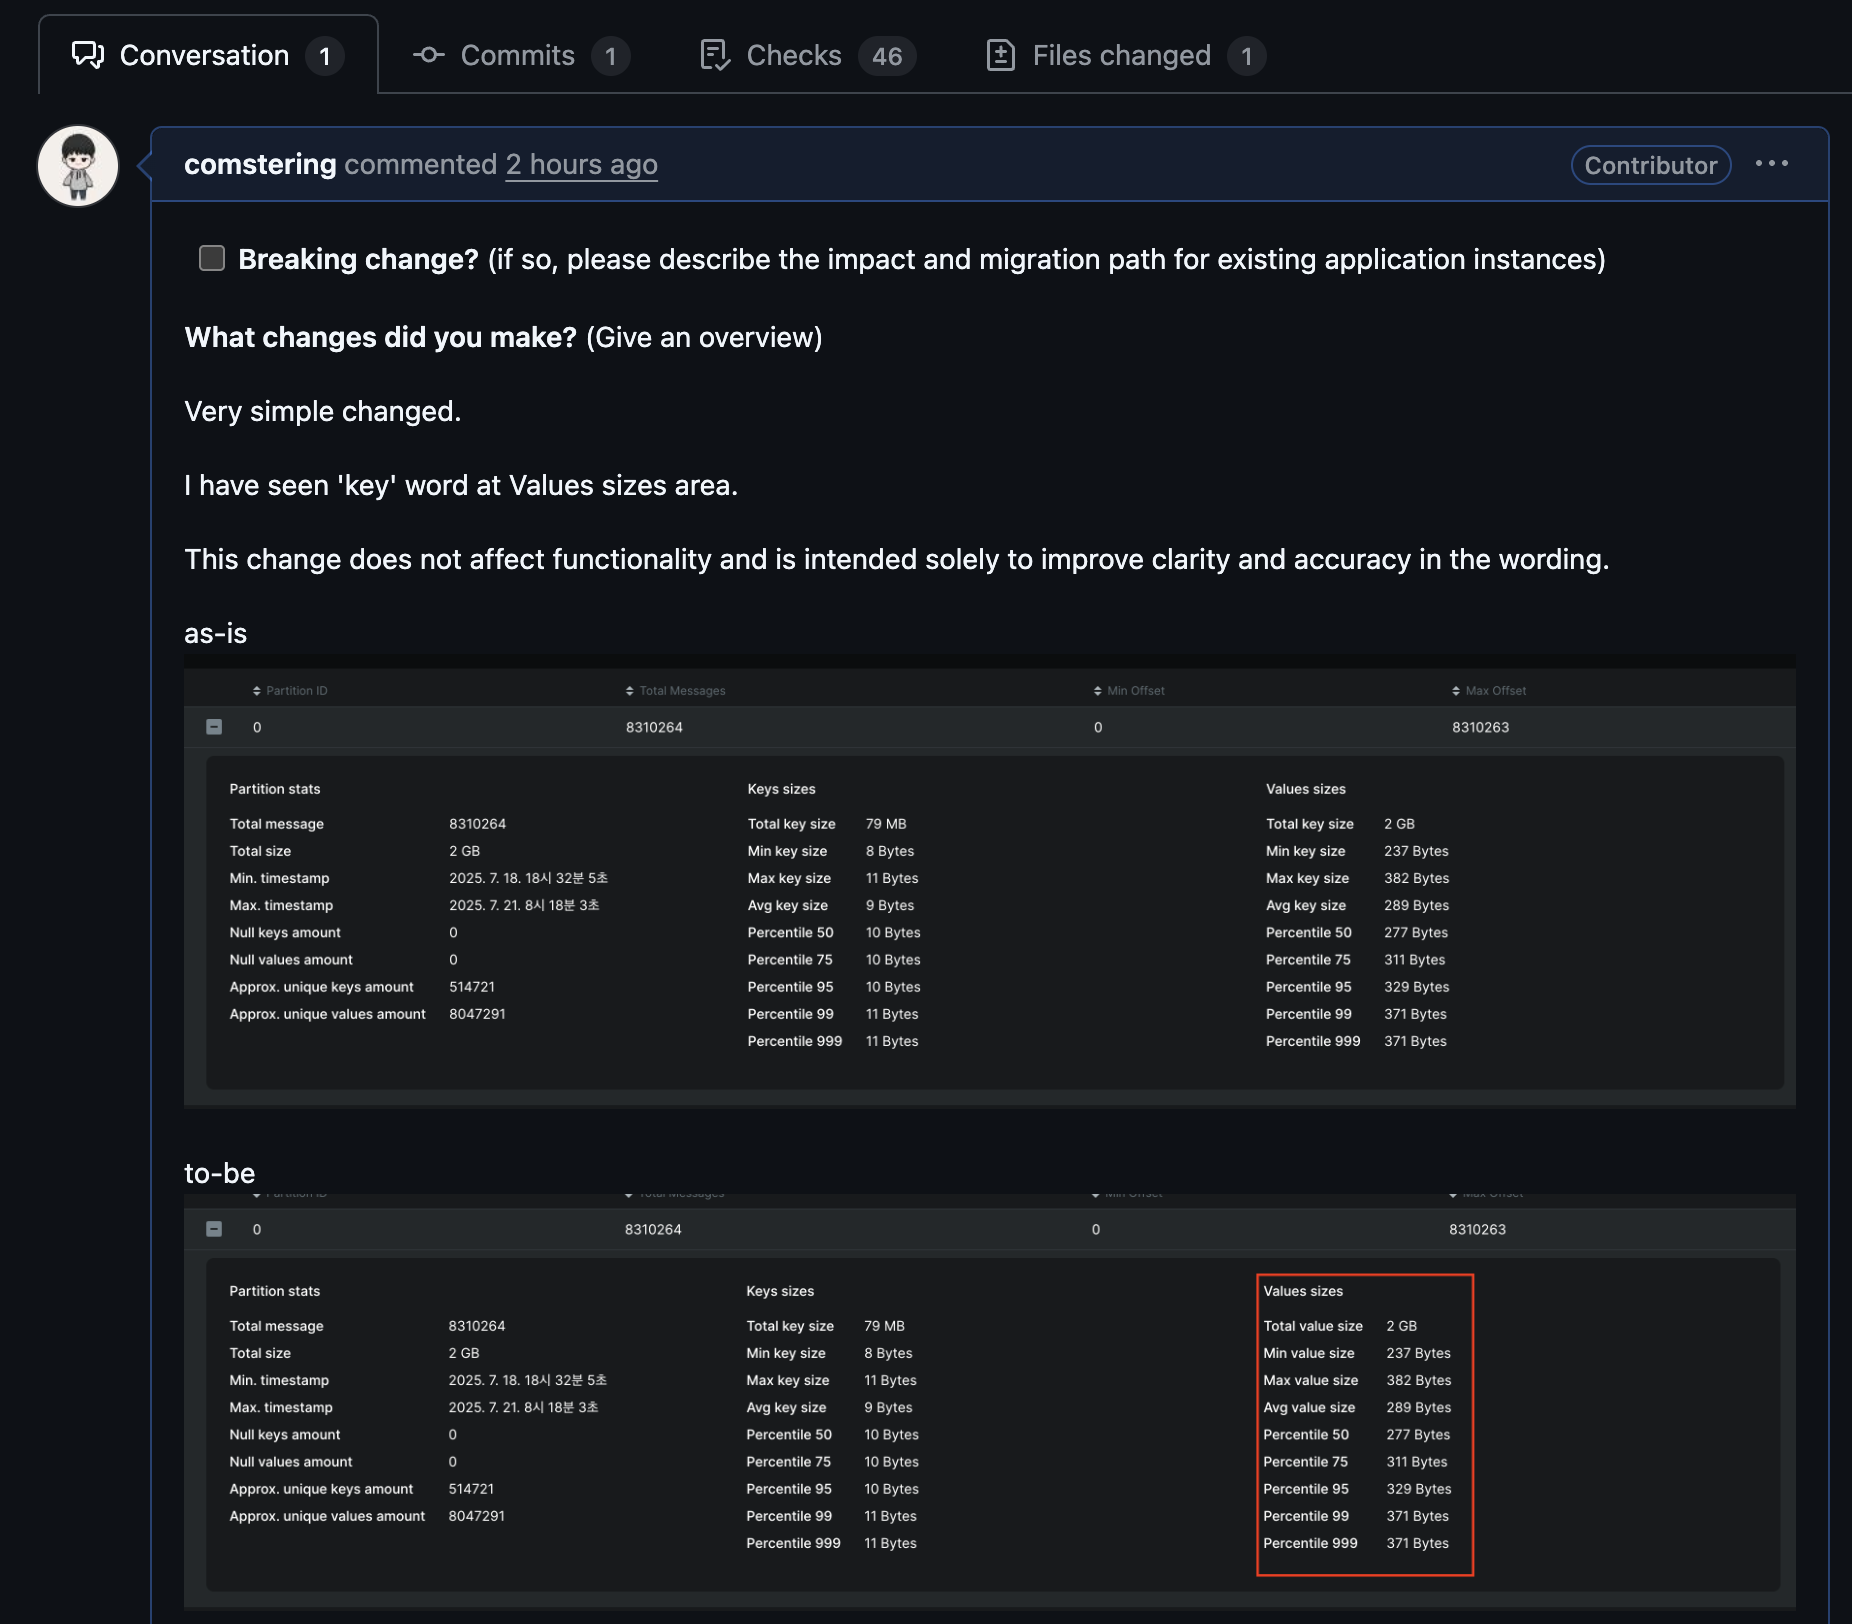 Conversation 1 Commits 1 Checks 46 Files changed 1
comstering commented 2 hours ago Contributor
Breaking change? (if so, please describe the impact and migration path for existing application instances)
What changes did you make? (Give an overview)
Very simple changed.
I have seen 'key' word at Values sizes area.
This change does not affect functionality and is intended solely to improve clarity and accuracy in the wording.
as-is
Partition ID Total Messages Min Offset Max Offset
0 8310264 0 8310263
Partition stats Keys sizes Values sizes
Total message 8310264 Total key size 79 MB Total key size 2 GB
Total size 2 GB Min key size 8 Bytes Min key size 237 Bytes
Min. timestamp 2025. 7. 18. 18시 32분 5초 Max key size 11 Bytes Max key size 382 Bytes
Max. timestamp 2025. 7. 21. 8시 18분 3초 Avg key size 9 Bytes Avg key size 289 Bytes
Null keys amount 0 Percentile 50 10 Bytes Percentile 50 277 Bytes
Null values amount 0 Percentile 75 10 Bytes Percentile 75 311 Bytes
Approx. unique keys amount 514721 Percentile 95 10 Bytes Percentile 95 329 Bytes
Approx. unique values amount 8047291 Percentile 99 11 Bytes Percentile 99 371 Bytes
Percentile 999 11 Bytes Percentile 999 371 Bytes
to-be
Partition ID Total Messages Min Offset Max Offset
0 8310264 0 8310263
Partition stats Keys sizes Values sizes
Total message 8310264 Total key size 79 MB Total value size 2 GB
Total size 2 GB Min key size 8 Bytes Min value size 237 Bytes
Min. timestamp 2025. 7. 18. 18시 32분 5초 Max key size 11 Bytes Max value size 382 Bytes
Max. timestamp 2025. 7. 21. 8시 18분 3초 Avg key size 9 Bytes Avg value size 289 Bytes
Null keys amount 0 Percentile 50 10 Bytes Percentile 50 277 Bytes
Null values amount 0 Percentile 75 10 Bytes Percentile 75 311 Bytes
Approx. unique keys amount 514721 Percentile 95 10 Bytes Percentile 95 329 Bytes
Approx. unique values amount 8047291 Percentile 99 11 Bytes Percentile 99 371 Bytes
Percentile 999 11 Bytes Percentile 999 371 Bytes